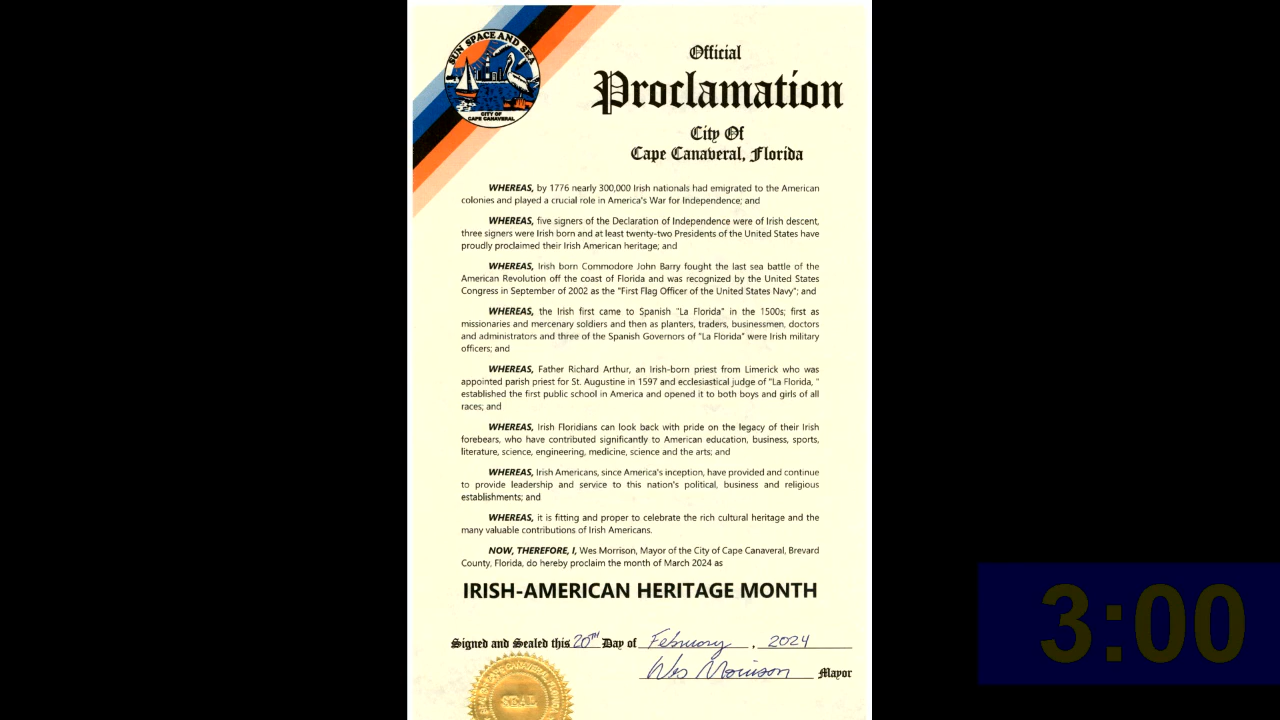 SUN SPACE AND SEA
CITY OF
CAPE CANAVERAL
Official
Proclamation
City Of
Cape Canaveral, Florida
WHEREAS, by 1776 nearly 300,000 Irish nationals had emigrated to the American
colonies and played a crucial role in America's War for Independence; and
WHEREAS, five signers of the Declaration of Independence were of Irish descent,
three signers were Irish born and at least twenty-two Presidents of the United States have
proudly proclaimed their Irish American heritage; and
WHEREAS, Irish born Commodore John Barry fought the last sea battle of the
American Revolution off the coast of Florida and was recognized by the United States
Congress in September of 2002 as the "First Flag Officer of the United States Navy"; and
WHEREAS, the Irish first came to Spanish "La Florida" in the 1500s; first as
missionaries and mercenary soldiers and then as planters, traders, businessmen, doctors
and administrators and three of the Spanish Governors of "La Florida" were Irish military
officers; and
WHEREAS, Father Richard Arthur, an Irish-born priest from Limerick who was
appointed parish priest for St. Augustine in 1597 and ecclesiastical judge of "La Florida, "
established the first public school in America and opened it to both boys and girls of all
races; and
WHEREAS, Irish Floridians can look back with pride on the legacy of their Irish
forebears, who have contributed significantly to American education, business, sports,
literature, science, engineering, medicine, science and the arts; and
WHEREAS, Irish Americans, since America's inception, have provided and continue
to provide leadership and service to this nation's political, business and religious
establishments; and
WHEREAS, it is fitting and proper to celebrate the rich cultural heritage and the
many valuable contributions of Irish Americans.
NOW, THEREFORE, I, Wes Morrison, Mayor of the City of Cape Canaveral, Brevard
County, Florida, do hereby proclaim the month of March 2024 as
IRISH-AMERICAN HERITAGE MONTH
Signed and Sealed this 20TH Day of February, 2024
Wes Morrison Mayor
SEAL
3:00